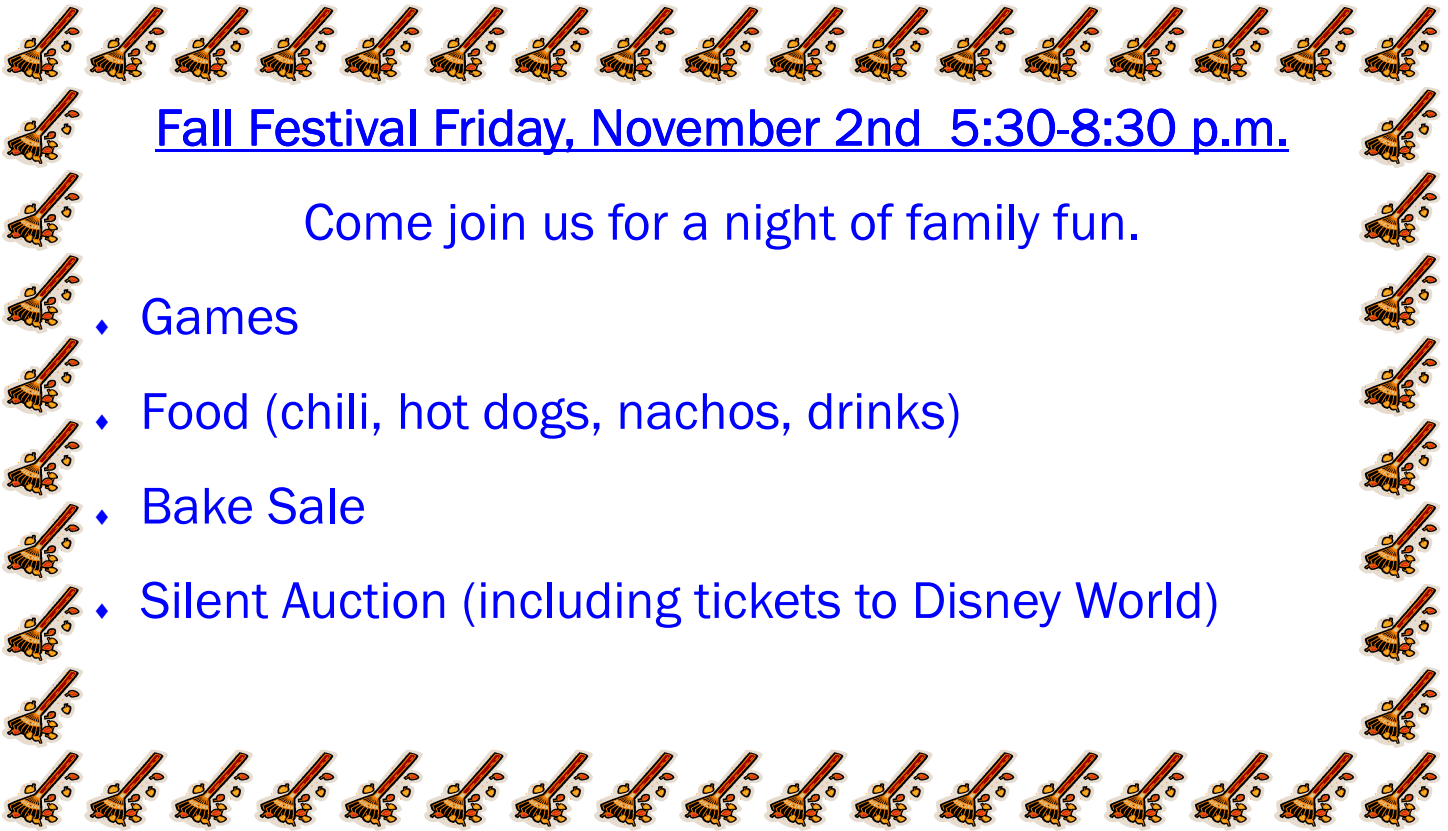 Fall Festival Friday, November 2nd  5:30-8:30 p.m.
Come join us for a night of family fun.
♦ Games
♦ Food (chili, hot dogs, nachos, drinks)
♦ Bake Sale
♦ Silent Auction (including tickets to Disney World)